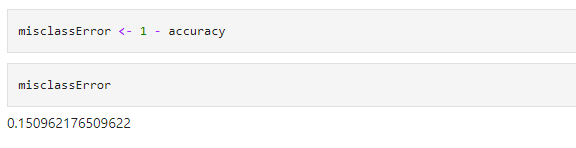 misclassError <- 1 - accuracy
misclassError
0.150962176509622